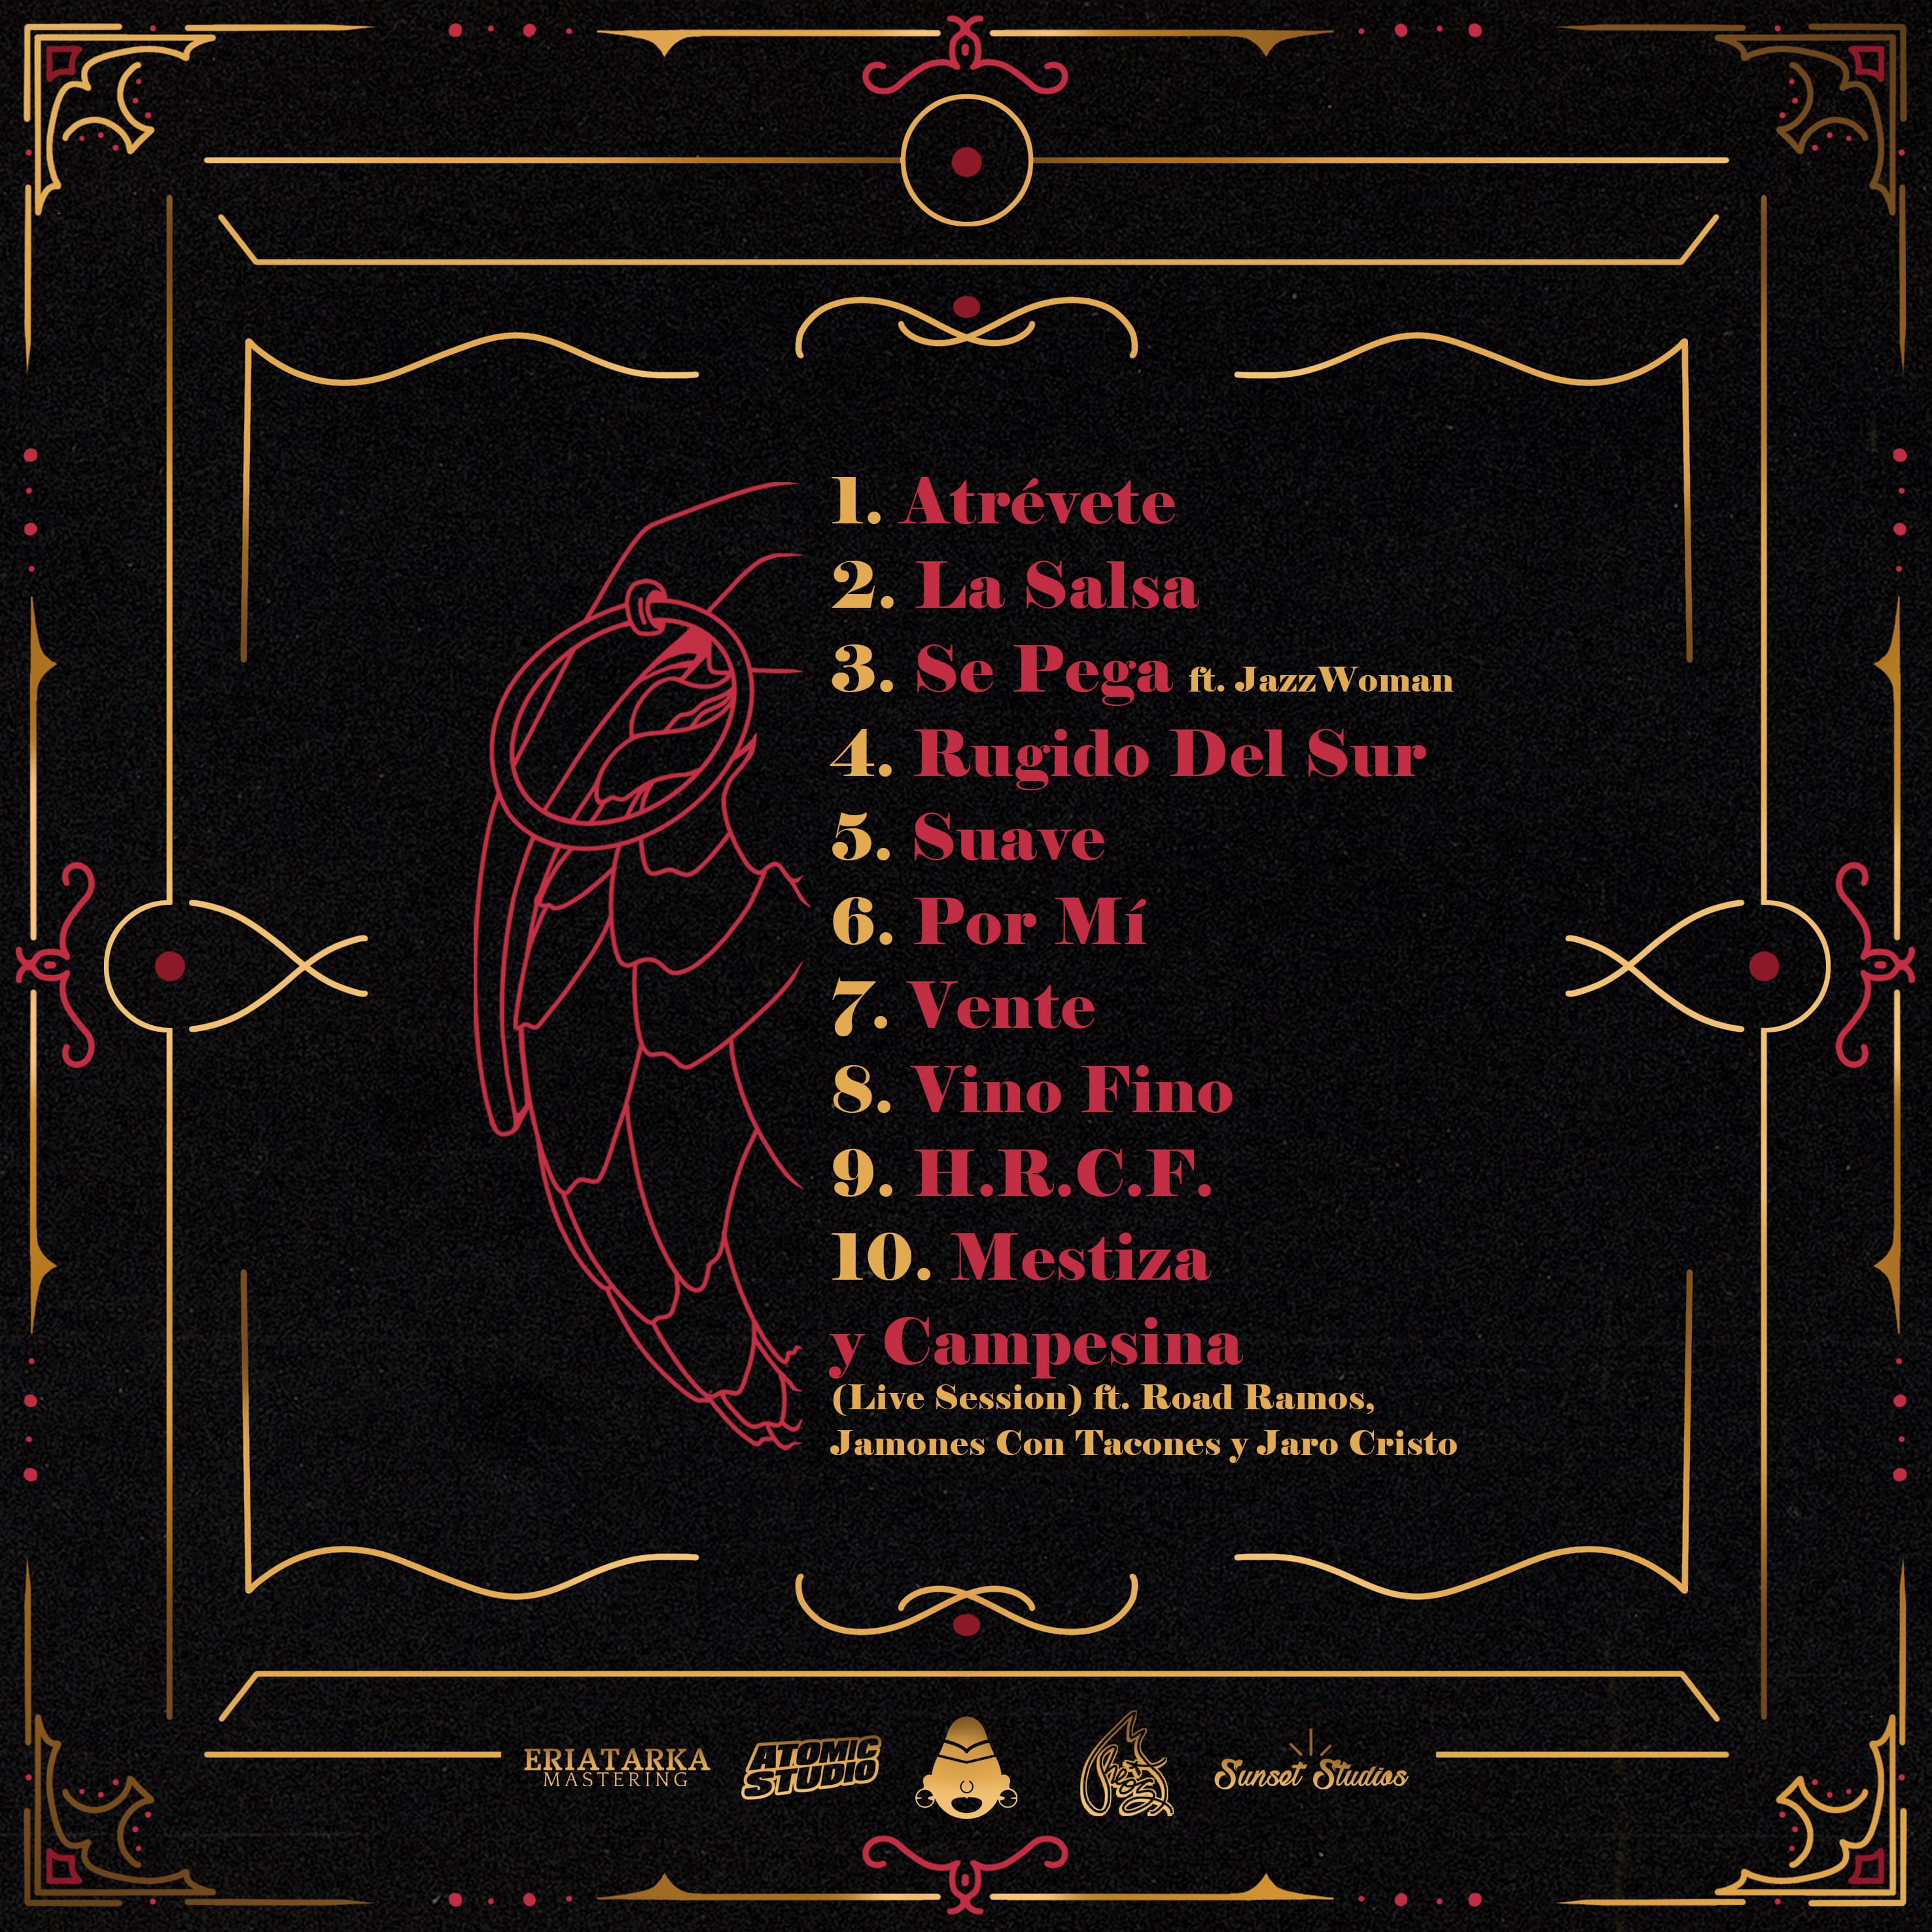 1. Atrévete
2. La Salsa
3. Se Pega ft. JazzWoman
4. Rugido Del Sur
5. Suave
6. Por Mí
7. Vente
8. Vino Fino
9. H.R.C.F.
10. Mestiza
y Campesina
(Live Session) ft. Road Ramos,
Jamones Con Tacones y Jaro Cristo
ERIATARKA
MASTERING
ATOMIC
STUDIO
Sunset Studios